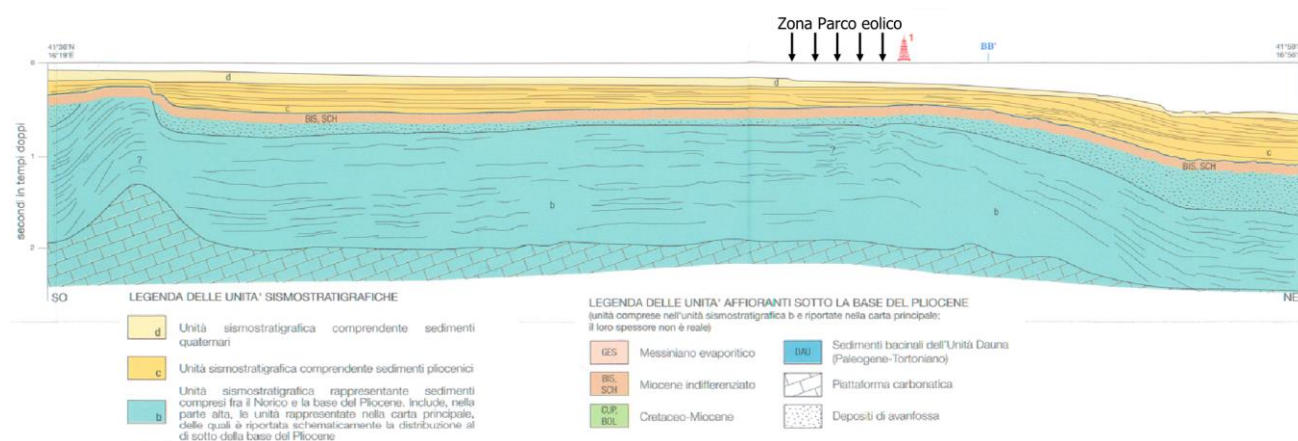 Zona Parco eolico
41°36'N
16°19'E
1
BB'
41°59'
16°56'
0
d
d
c
BIS, SCH
?
1
?
c
BIS, SCH
b
b
secondi in tempi doppi
2
SO
NE
LEGENDA DELLE UNITA' SISMOSTRATIGRAFICHE
d Unità sismostratigrafica comprendente sedimenti
quaternari
c Unità sismostratigrafica comprendente sedimenti pliocenici
Unità sismostratigrafica rappresentante sedimenti
compresi fra il Norico e la base del Pliocene. Include, nella
b parte alta, le unità rappresentate nella carta principale,
delle quali è riportata schematicamente la distribuzione al
di sotto della base del Pliocene
LEGENDA DELLE UNITA' AFFIORANTI SOTTO LA BASE DEL PLIOCENE
(unità comprese nell'unità sismostratigrafica b e riportate nella carta principale;
il loro spessore non è reale)
GES Messiniano evaporitico
BIS, SCH Miocene indifferenziato
CUP, BOL Cretaceo-Miocene
DAU Sedimenti bacinali dell'Unità Dauna
(Paleogene-Tortoniano)
Piattaforma carbonatica
Depositi di avanfossa